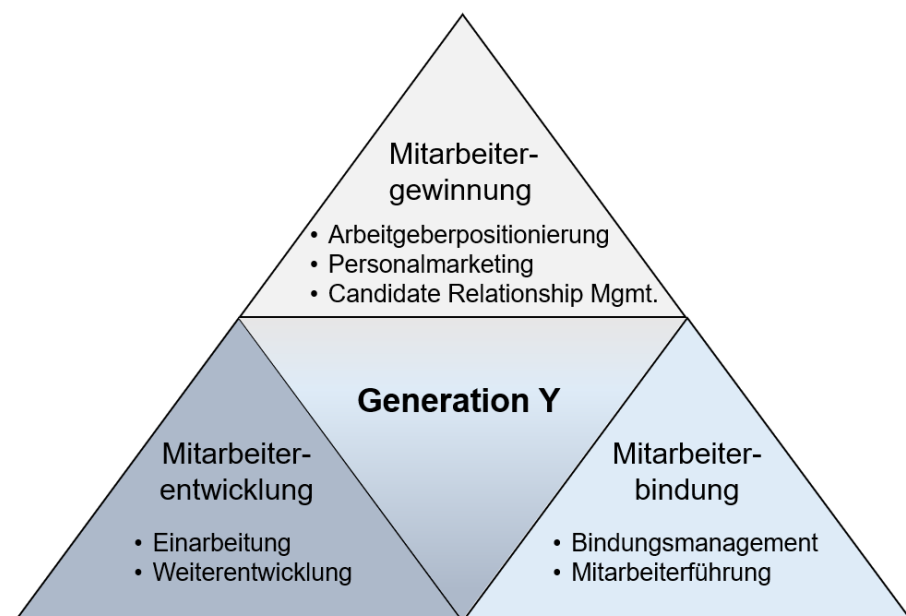 Mitarbeiter-
gewinnung
• Arbeitgeberpositionierung
• Personalmarketing
• Candidate Relationship Mgmt.
Generation Y
Mitarbeiter-
entwicklung
• Einarbeitung
• Weiterentwicklung
Mitarbeiter-
bindung
• Bindungsmanagement
• Mitarbeiterführung